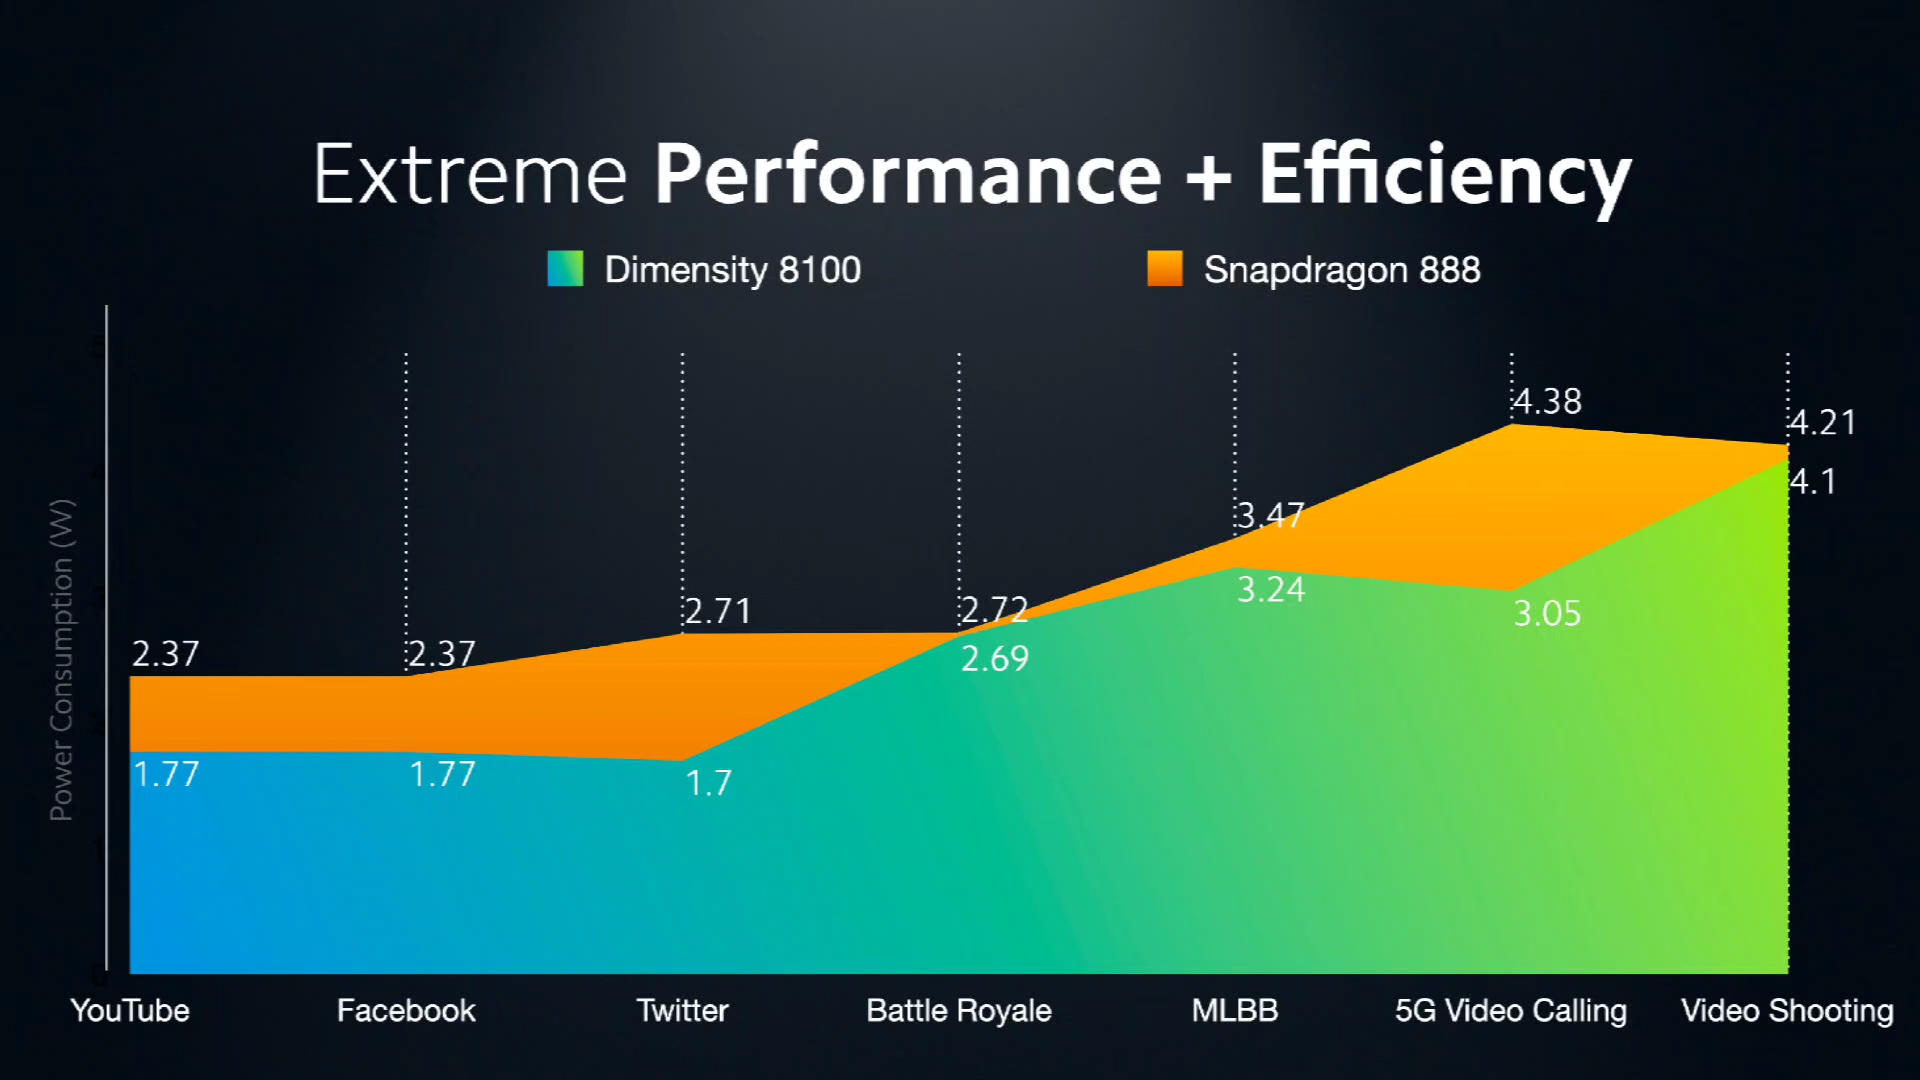 Extreme Performance + Efficiency
Dimensity 8100
Snapdragon 888
Power Consumption (W)
4.38
4.21
4.1
3.47
3.24
3.05
2.37
2.37
2.71
2.72
2.69
1.77
1.77
1.7
YouTube
Facebook
Twitter
Battle Royale
MLBB
5G Video Calling
Video Shooting